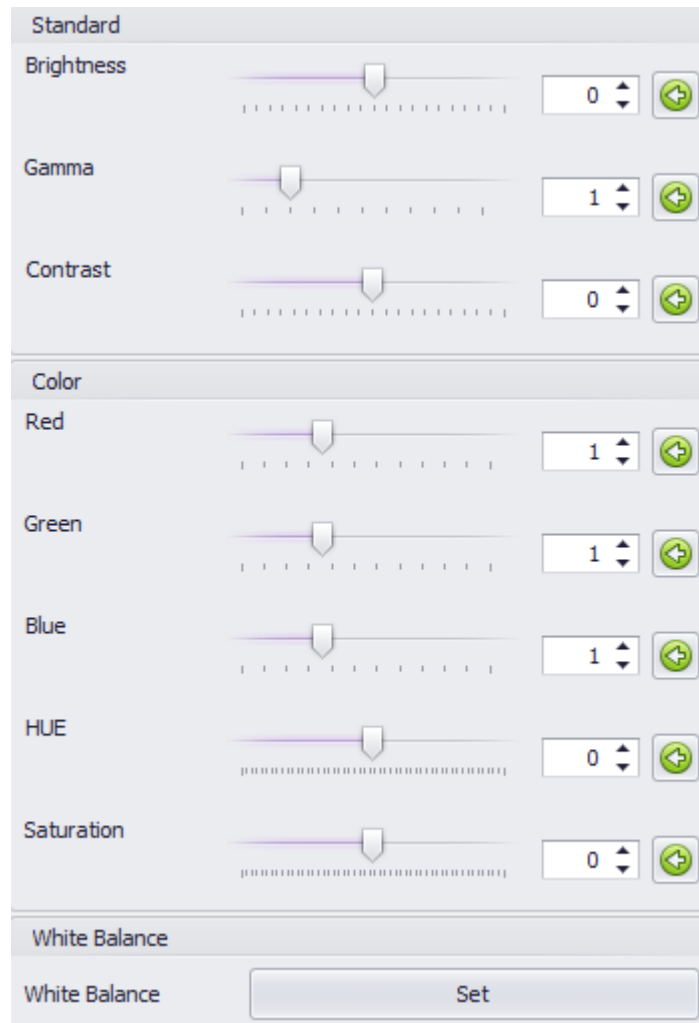 Standard
Brightness 0
Gamma 1
Contrast 0
Color
Red 1
Green 1
Blue 1
HUE 0
Saturation 0
White Balance
White Balance Set